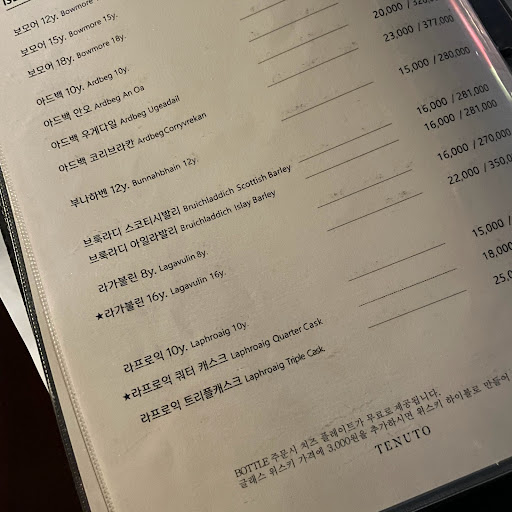 보모어 12y. Bowmore
보모어 15y. Bowmore 15y.
보모어 18y. Bowmore 18y.
아드백 10y. Ardbeg 10y.
아드백 안오 Ardbeg An Oa
아드백 우게다일 Ardbeg Ugeadail 20,000 /
아드백 코리브라칸 Ardbeg Corryvrekan 23,000 / 377,000
부나하벤 12y. Bunnahbhain 12y. 15,000 / 280,000
브룩라디 스코티시발리 Bruichladdich Scottish Barley 16,000 / 281,000
브룩라디 아일라발리 Bruichladdich Islay Barley 16,000 / 281,000
라가불린 8y. Lagavulin 8y. 16,000 / 270,000
★라가불린 16y. Lagavulin 16y. 22,000 / 350,0
라프로익 10y. Laphroaig 10y. 15,000 /
★라프로익 쿼터 캐스크 Laphroaig Quarter Cask 18,000
라프로익 트리플캐스크 Laphroaig Triple Cask. 25,0
BOTTLE 주문시 치즈 플레이트가 무료로 제공됩니다.
글래스 위스키 가격에 3,000원을 추가하시면 위스키 하이볼로 만들어
TENUTO